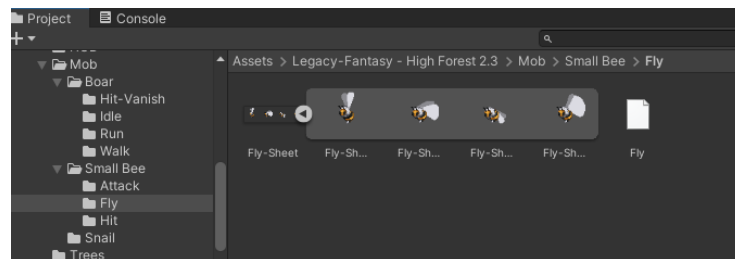 Project
Console
Mob
Boar
Hit-Vanish
Idle
Run
Walk
Small Bee
Attack
Fly
Hit
Snail
Trees
Assets > Legacy-Fantasy - High Forest 2.3 > Mob > Small Bee > Fly
Fly-Sheet Fly-Sh... Fly-Sh... Fly-Sh... Fly-Sh... Fly